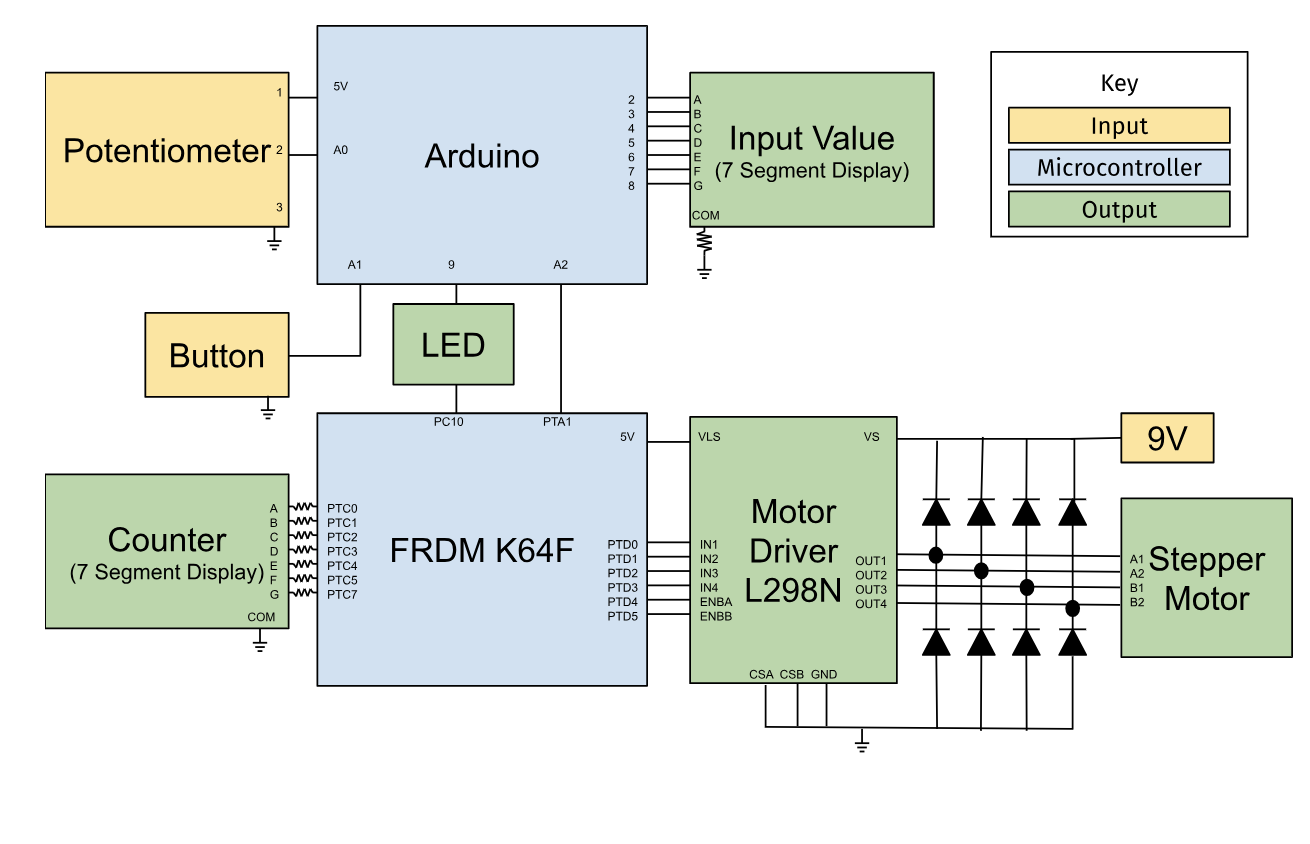 Potentiometer
1
2
3
5V
A0
Arduino
2
3
4
5
6
7
8
A1
9
A2
A
B
C
D
E
F
G
COM
Input Value
(7 Segment Display)
Key
Input
Microcontroller
Output
Button
LED
Counter
(7 Segment Display)
A
B
C
D
E
F
G
COM
PC10
PTA1
5V
PTC0
PTC1
PTC2
PTC3
PTC4
PTC5
PTC7
FRDM K64F
PTD0
PTD1
PTD2
PTD3
PTD4
PTD5
VLS
VS
IN1
IN2
IN3
IN4
ENBA
ENBB
Motor
Driver
L298N
OUT1
OUT2
OUT3
OUT4
CSA CSB GND
9V
A1
A2
B1
B2
Stepper
Motor